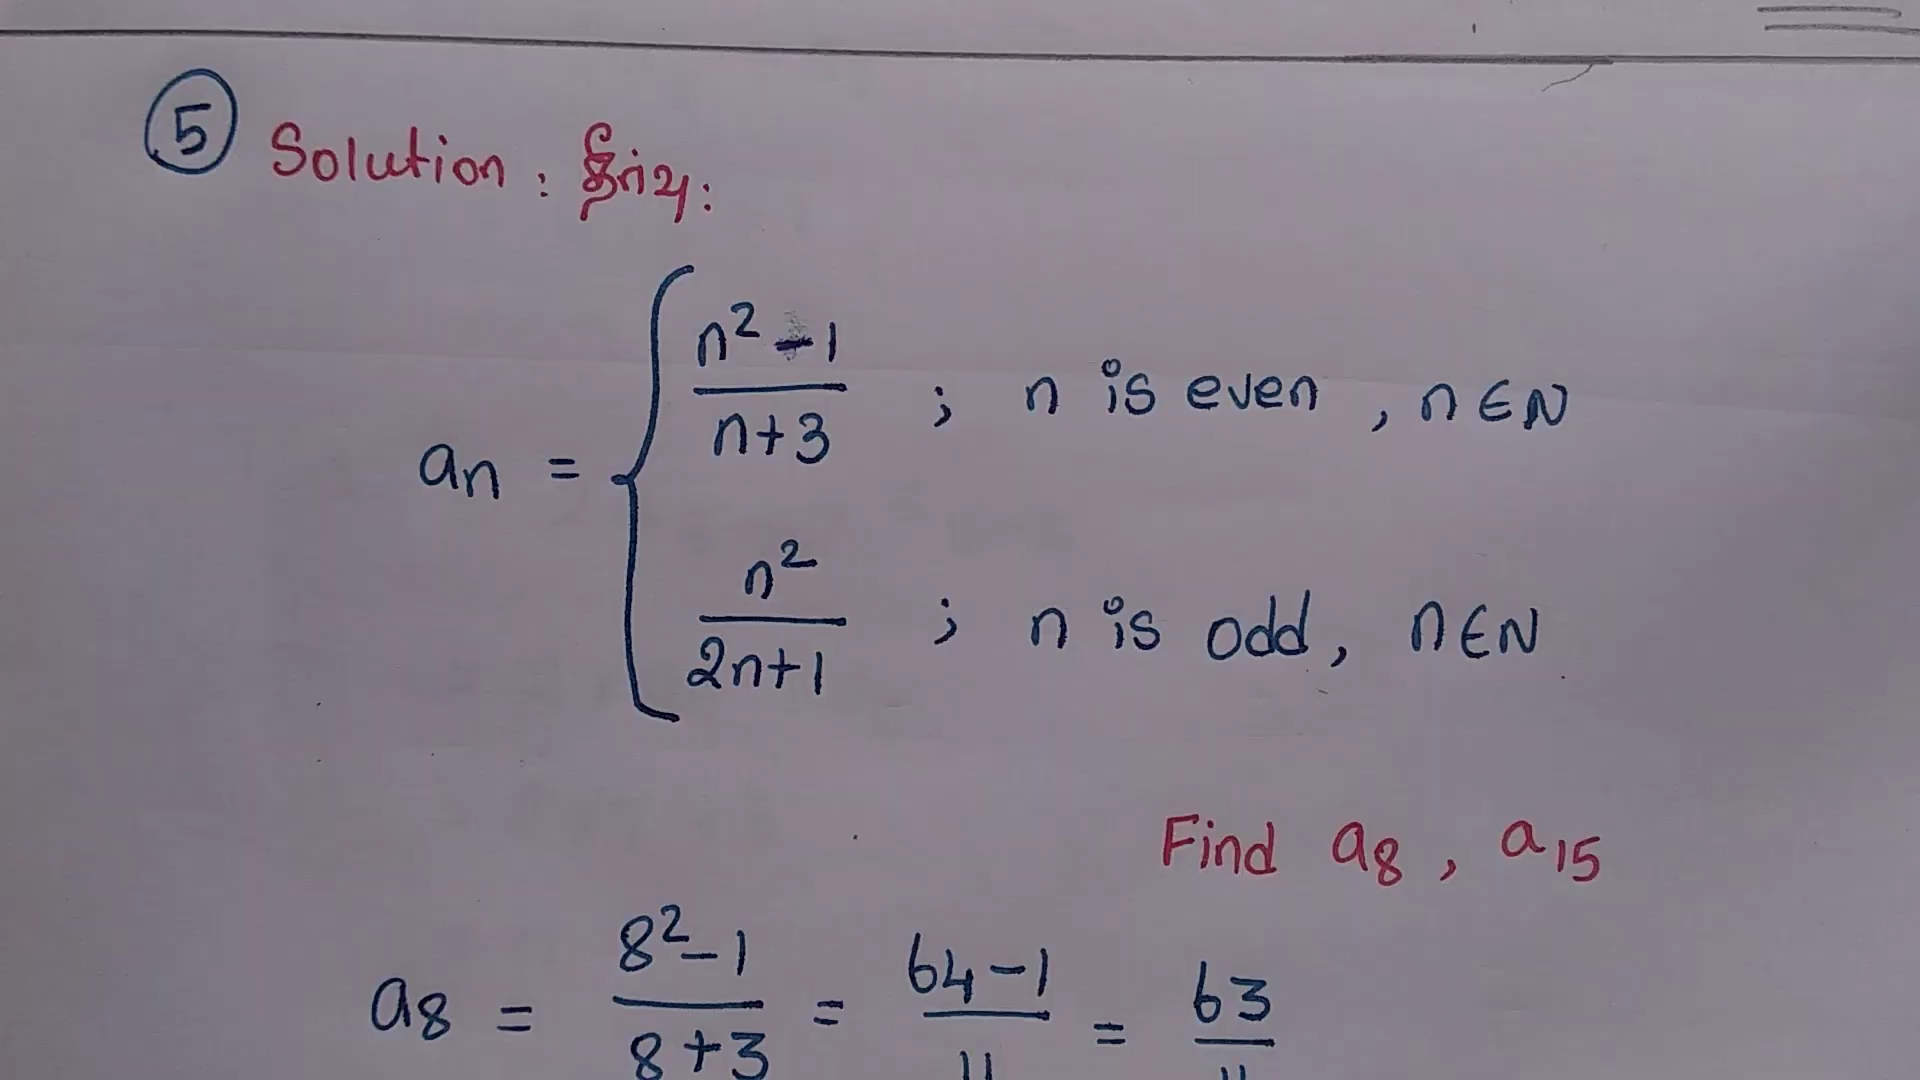 5 Solution : தீர்வு :
n² - 1
n+3 ; n is even , n ∈ N
an =
n²
2n+1 ; n is odd, n ∈ N
Find a8 , a15
a8 = 8² - 1 / 8 + 3 = 64 - 1 / 11 = 63 / 11